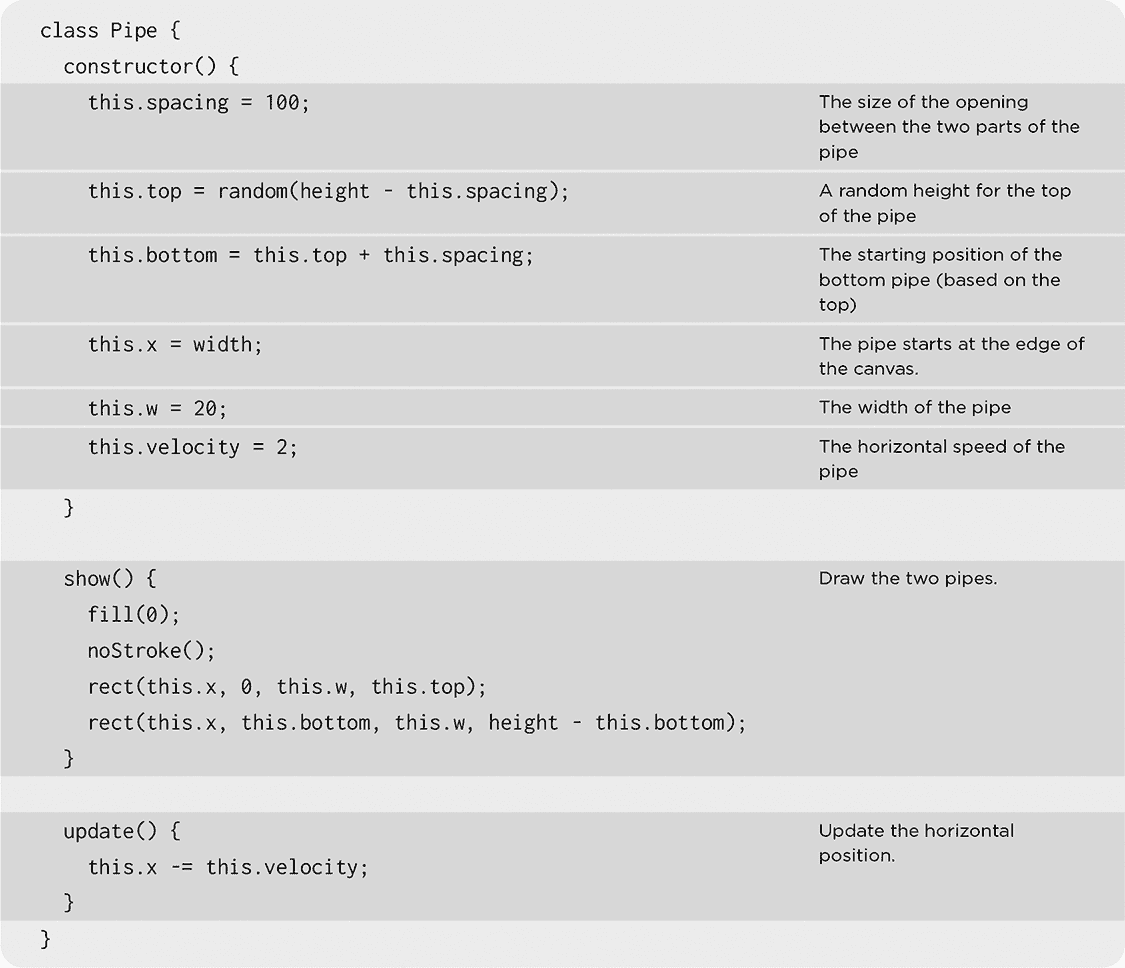 class Pipe {
constructor() {
this.spacing = 100;
The size of the opening
between the two parts of the
pipe
this.top = random(height - this.spacing);
A random height for the top
of the pipe
this.bottom = this.top + this.spacing;
The starting position of the
bottom pipe (based on the
top)
this.x = width;
The pipe starts at the edge of
the canvas.
this.w = 20;
The width of the pipe
this.velocity = 2;
The horizontal speed of the
pipe
}
show() {
Draw the two pipes.
fill(0);
noStroke();
rect(this.x, 0, this.w, this.top);
rect(this.x, this.bottom, this.w, height - this.bottom);
}
update() {
Update the horizontal
position.
this.x -= this.velocity;
}
}